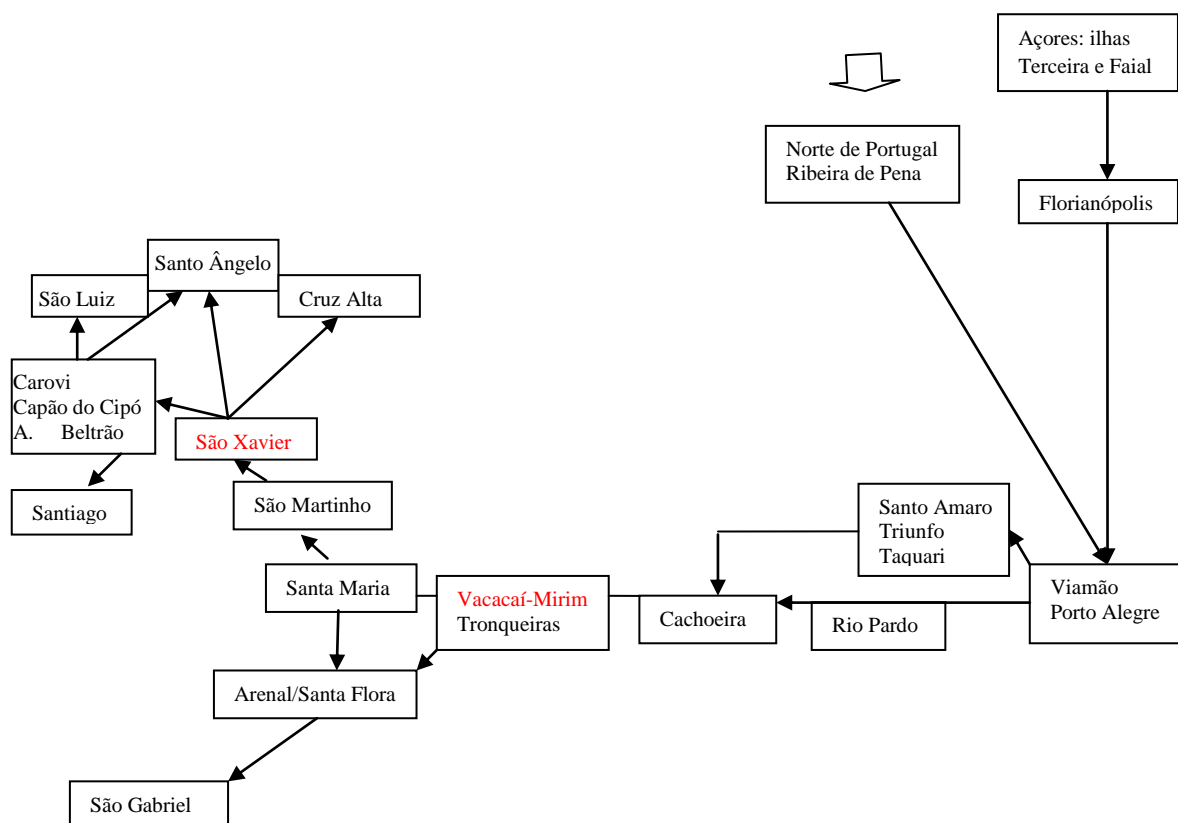 Açores: ilhas
Terceira e Faial
Norte de Portugal
Ribeira de Pena
Florianópolis
Santo Ângelo
São Luiz
Cruz Alta
Carovi
Capão do Cipó
A. Beltrão
São Xavier
Santiago
São Martinho
Santo Amaro
Triunfo
Taquari
Santa Maria
Vacacaí-Mirim
Tronqueiras
Cachoeira
Rio Pardo
Viamão
Porto Alegre
Arenal/Santa Flora
São Gabriel